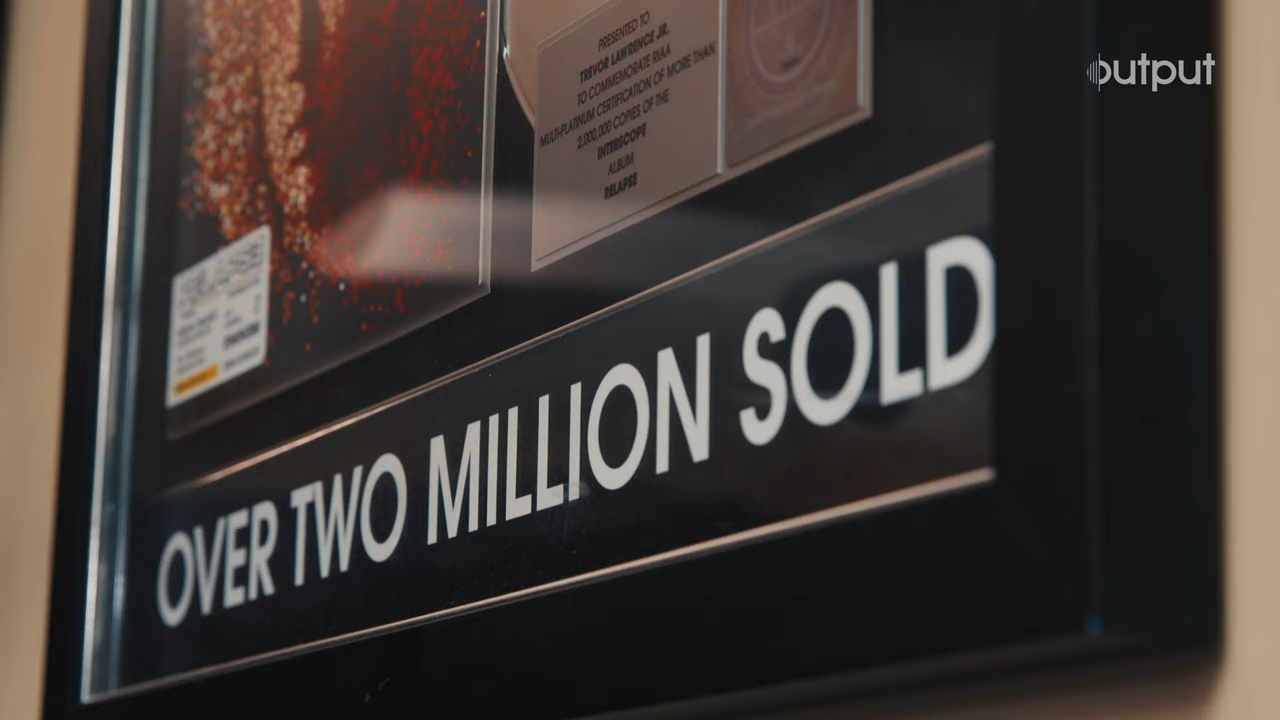 output
PRESENTED TO
TREVOR LAWRENCE JR.
TO COMMEMORATE RIAA
MULTI-PLATINUM CERTIFICATION OF MORE THAN
2,000,000 COPIES OF THE
INTERSCOPE
ALBUM
RELAPSE
OVER TWO MILLION SOLD